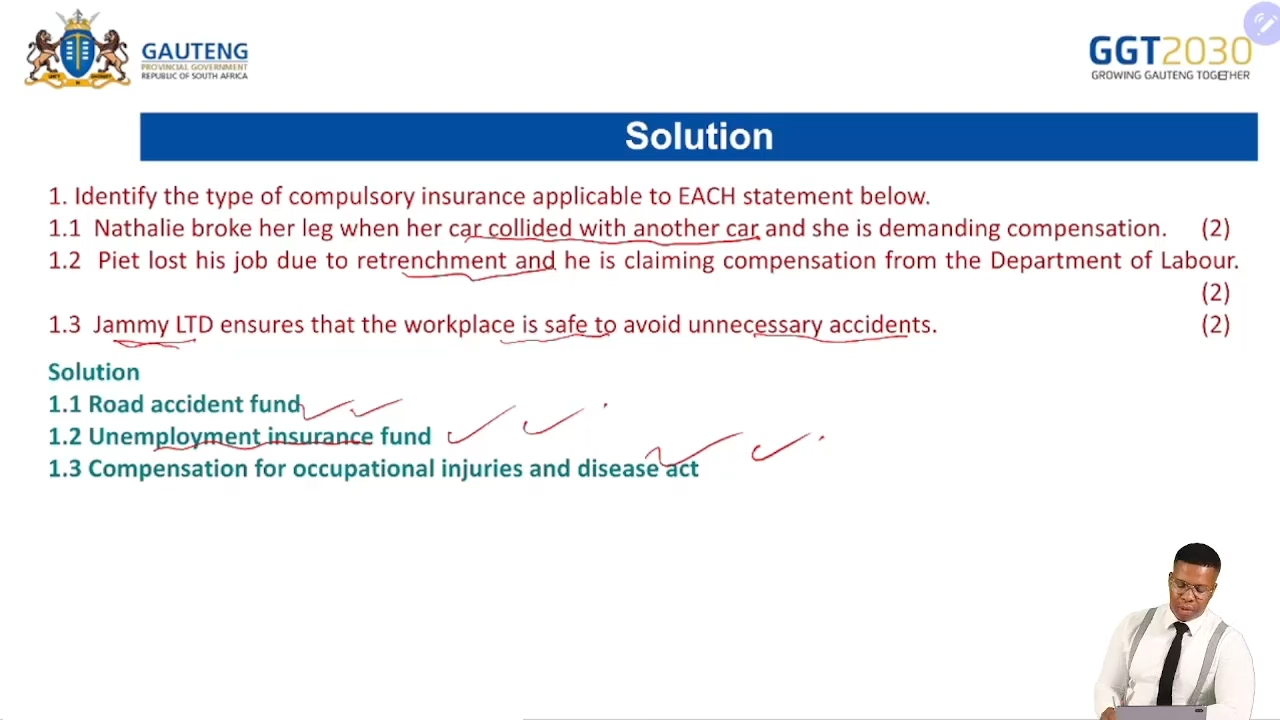 GAUTENG
PROVINCIAL GOVERNMENT
REPUBLIC OF SOUTH AFRICA
GGT2030
GROWING GAUTENG TOGETHER
Solution
1. Identify the type of compulsory insurance applicable to EACH statement below.
1.1 Nathalie broke her leg when her car collided with another car and she is demanding compensation. (2)
1.2 Piet lost his job due to retrenchment and he is claiming compensation from the Department of Labour.
(2)
1.3 Jammy LTD ensures that the workplace is safe to avoid unnecessary accidents. (2)
Solution
1.1 Road accident fund
1.2 Unemployment insurance fund
1.3 Compensation for occupational injuries and disease act